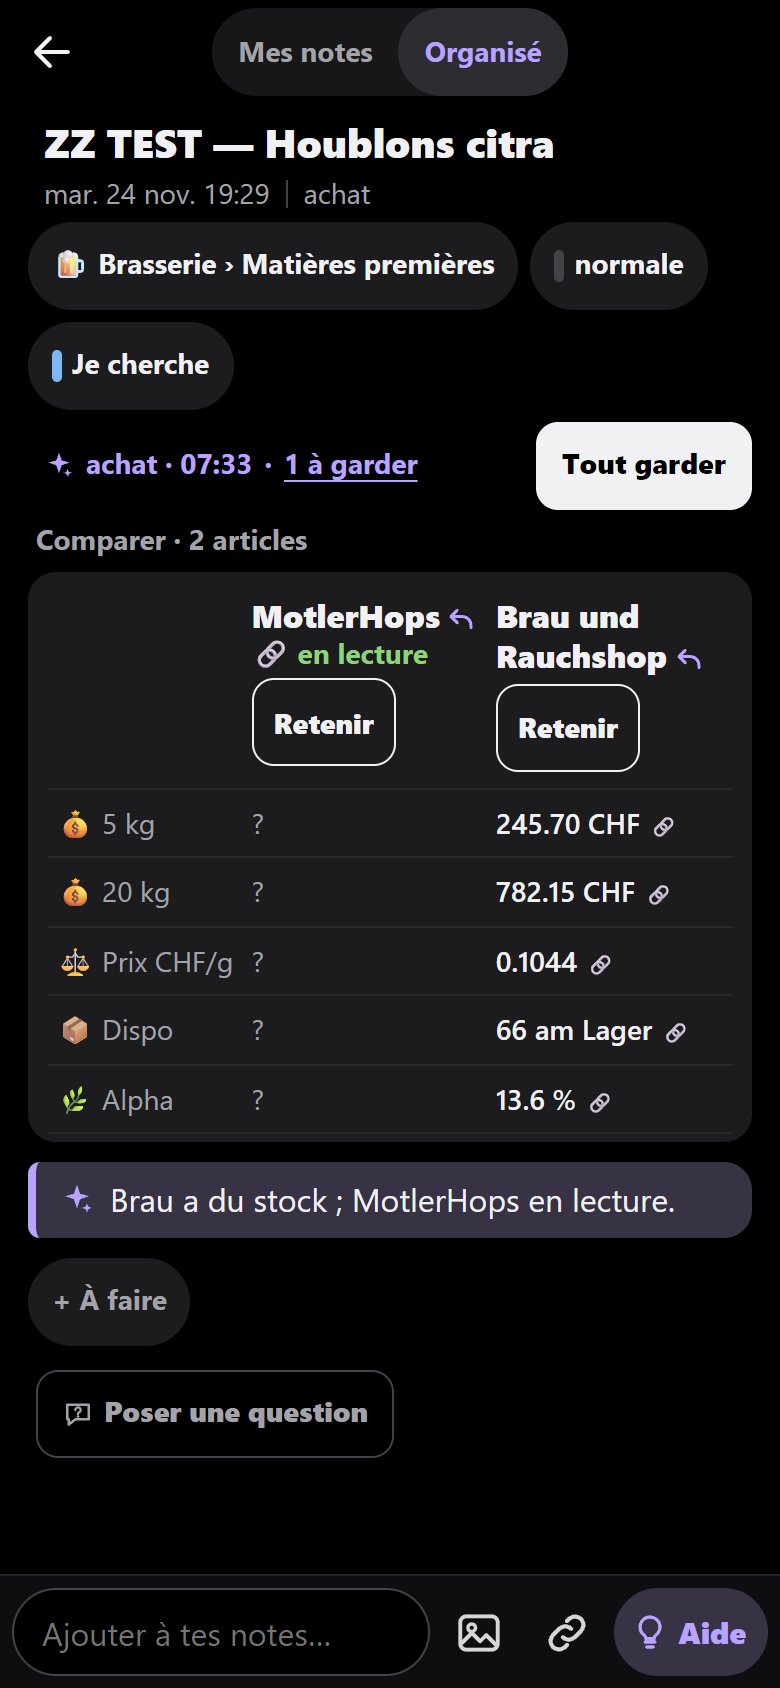 Mes notes Organisé
ZZ TEST — Houblons citra
mar. 24 nov. 19:29 | achat
Brasserie › Matières premières normale
Je cherche
achat · 07:33 · 1 à garder Tout garder
Comparer · 2 articles
MotlerHops Brau und
en lecture Rauchshop
Retenir Retenir
5 kg ? 245.70 CHF
20 kg ? 782.15 CHF
Prix CHF/g ? 0.1044
Dispo ? 66 am Lager
Alpha ? 13.6 %
Brau a du stock ; MotlerHops en lecture.
+ À faire
Poser une question
Ajouter à tes notes... Aide